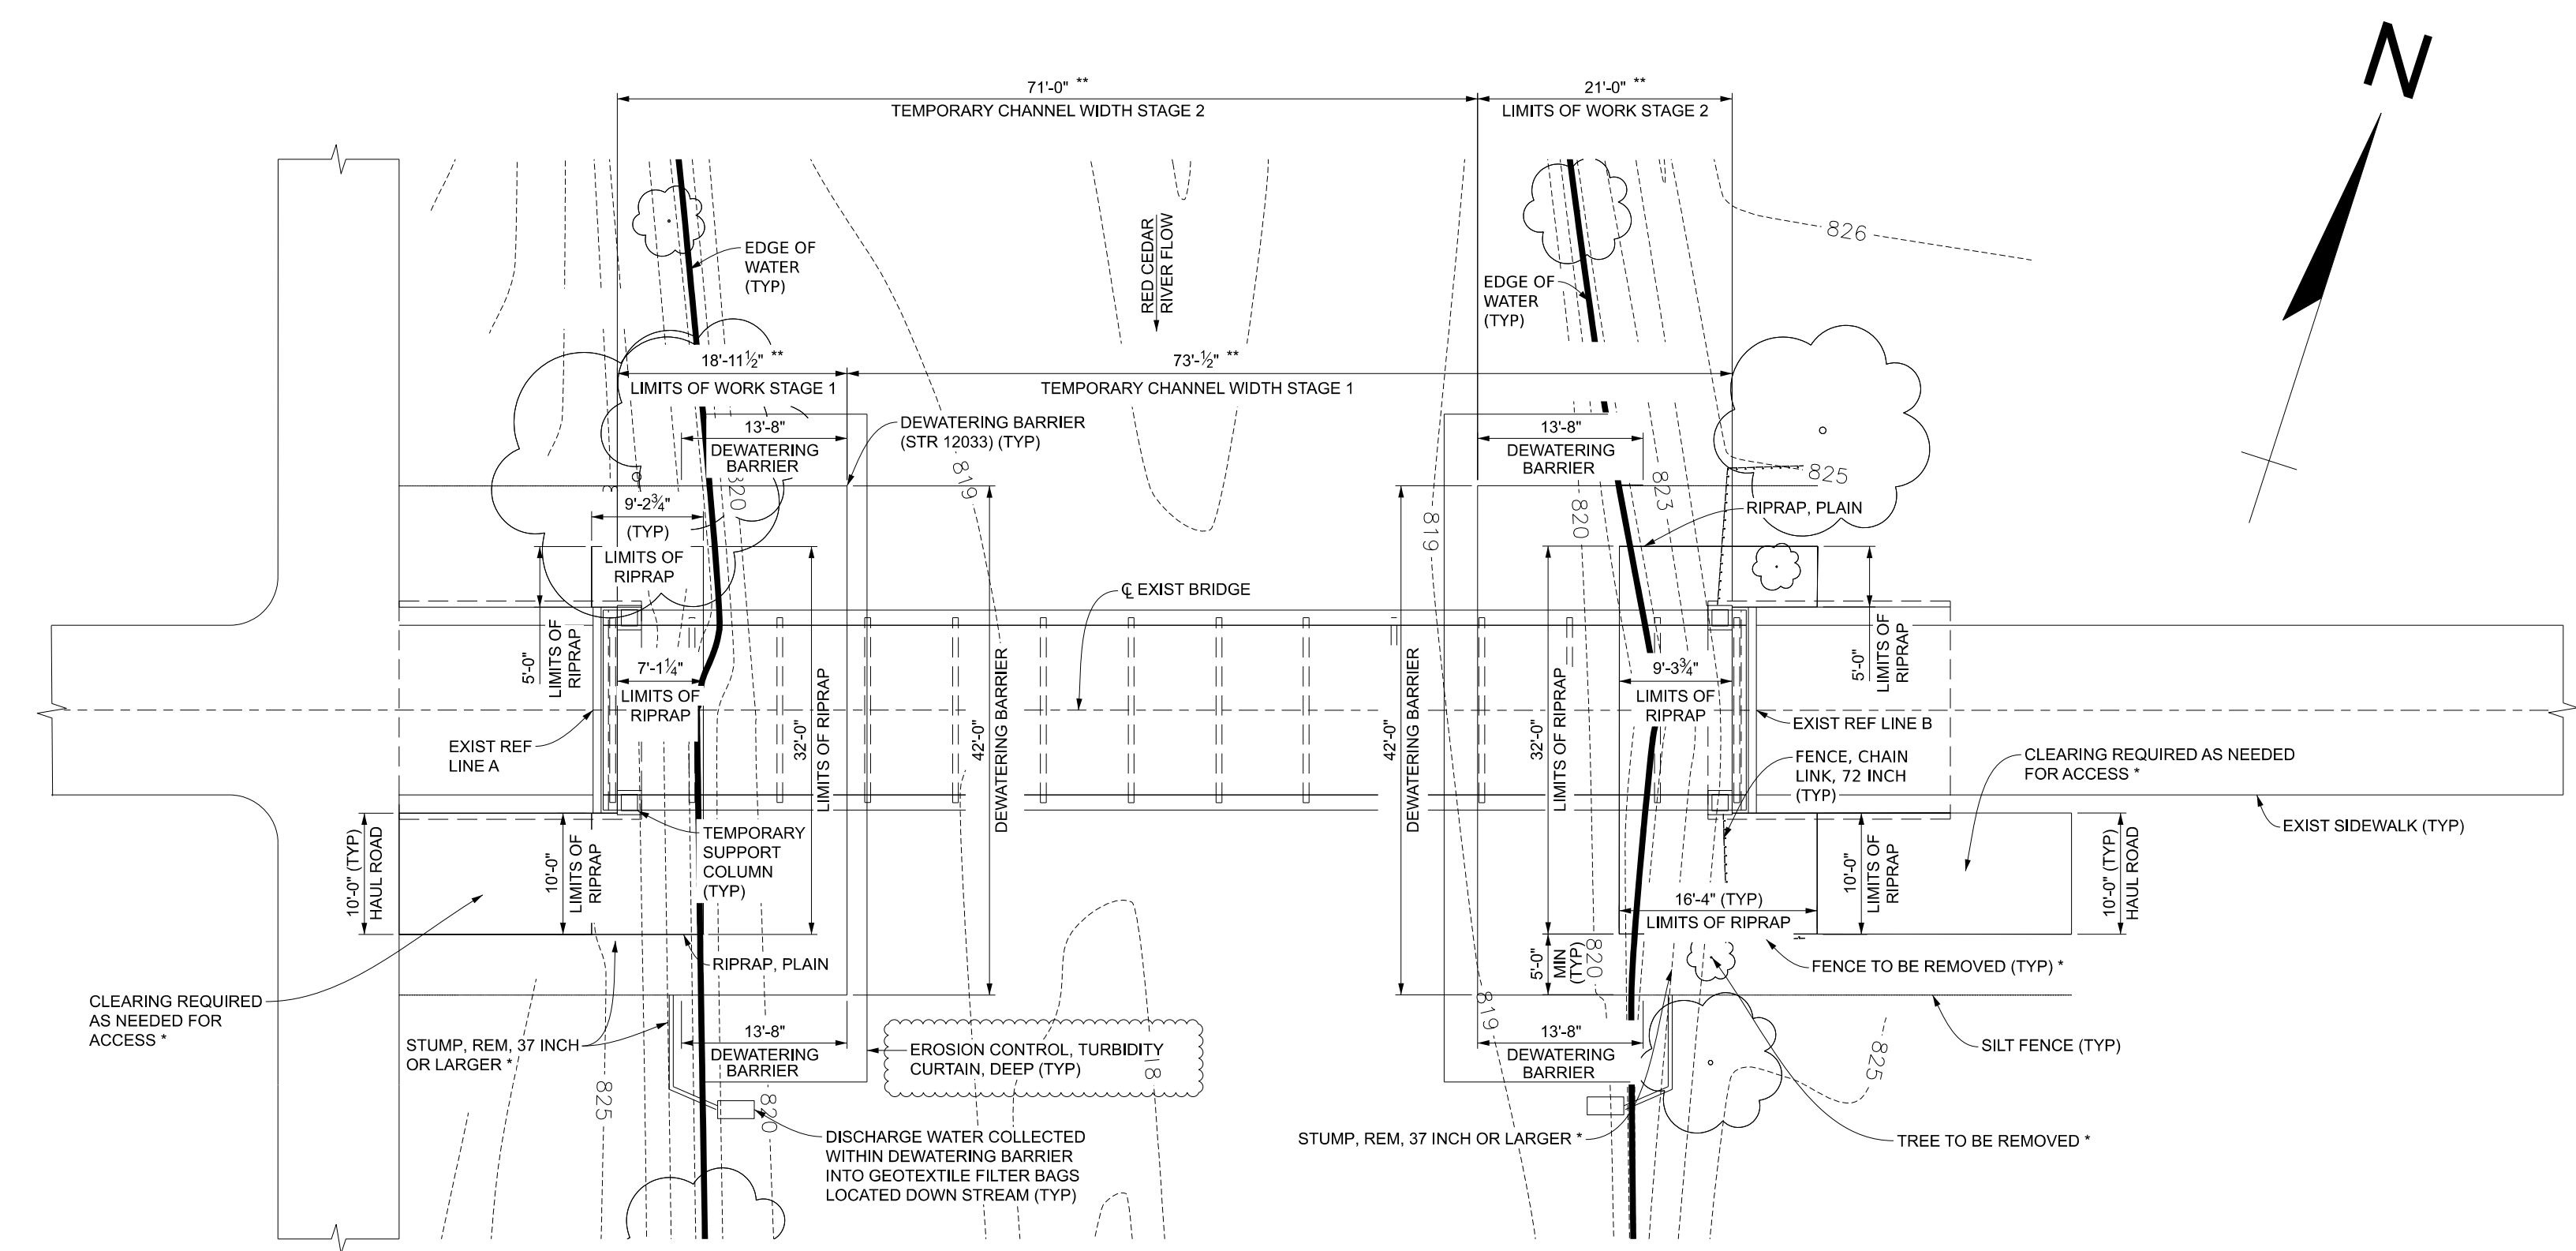 N
71'-0" **
TEMPORARY CHANNEL WIDTH STAGE 2
21'-0" **
LIMITS OF WORK STAGE 2
826
RED CEDAR
RIVER FLOW
EDGE OF
WATER
(TYP)
EDGE OF
WATER
(TYP)
18'-11½" **
LIMITS OF WORK STAGE 1
73'-½" **
TEMPORARY CHANNEL WIDTH STAGE 1
13'-8"
DEWATERING
BARRIER
DEWATERING BARRIER
(STR 12033) (TYP)
13'-8"
DEWATERING
BARRIER
819
820
819
820
823
825
9'-2¾"
(TYP)
LIMITS OF
RIPRAP
RIPRAP, PLAIN
℄ EXIST BRIDGE
5'-0"
LIMITS OF
RIPRAP
7'-1¼"
LIMITS OF
RIPRAP
32'-0"
LIMITS OF RIPRAP
42'-0"
DEWATERING BARRIER
42'-0"
DEWATERING BARRIER
32'-0"
LIMITS OF RIPRAP
9'-3¾"
LIMITS OF
RIPRAP
5'-0"
LIMITS OF
RIPRAP
EXIST REF
LINE A
EXIST REF LINE B
FENCE, CHAIN
LINK, 72 INCH
(TYP)
CLEARING REQUIRED AS NEEDED
FOR ACCESS *
EXIST SIDEWALK (TYP)
10'-0" (TYP)
HAUL ROAD
10'-0"
LIMITS OF
RIPRAP
TEMPORARY
SUPPORT
COLUMN
(TYP)
16'-4" (TYP)
LIMITS OF RIPRAP
10'-0"
LIMITS OF
RIPRAP
10'-0" (TYP)
HAUL ROAD
RIPRAP, PLAIN
5'-0"
MIN
(TYP)
820
FENCE TO BE REMOVED (TYP) *
CLEARING REQUIRED
AS NEEDED FOR
ACCESS *
STUMP, REM, 37 INCH
OR LARGER *
13'-8"
DEWATERING
BARRIER
EROSION CONTROL, TURBIDITY
CURTAIN, DEEP (TYP)
819
13'-8"
DEWATERING
BARRIER
SILT FENCE (TYP)
825
825
820
DISCHARGE WATER COLLECTED
WITHIN DEWATERING BARRIER
INTO GEOTEXTILE FILTER BAGS
LOCATED DOWN STREAM (TYP)
STUMP, REM, 37 INCH OR LARGER *
TREE TO BE REMOVED *